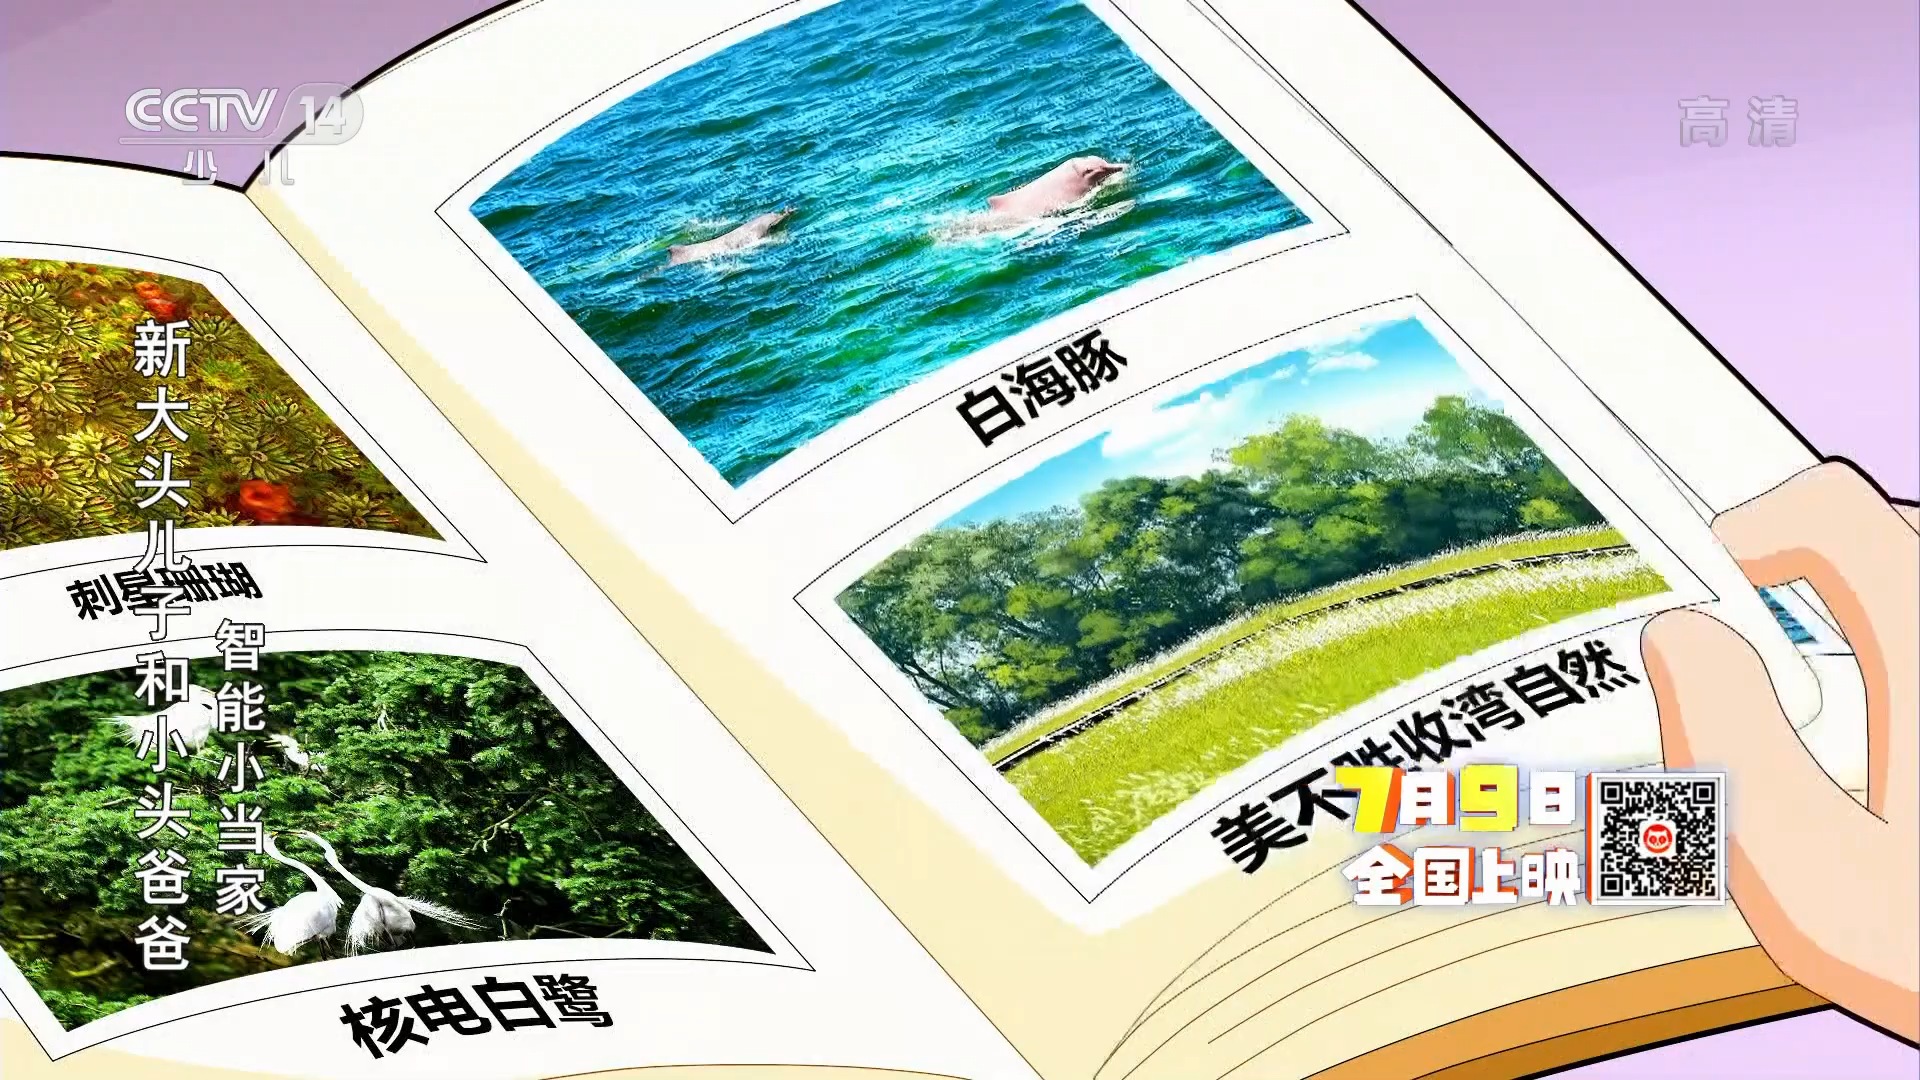 CCTV 14
少儿
高清
白海豚
刺星珊瑚
美不胜收湾自然
核电白鹭
新大头儿子和小头爸爸
智能小当家
7月9日
全国上映